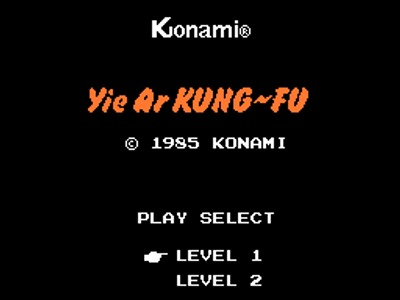 Konami®
Yie Ar KUNG~FU
© 1985 KONAMI
PLAY SELECT
LEVEL 1
LEVEL 2